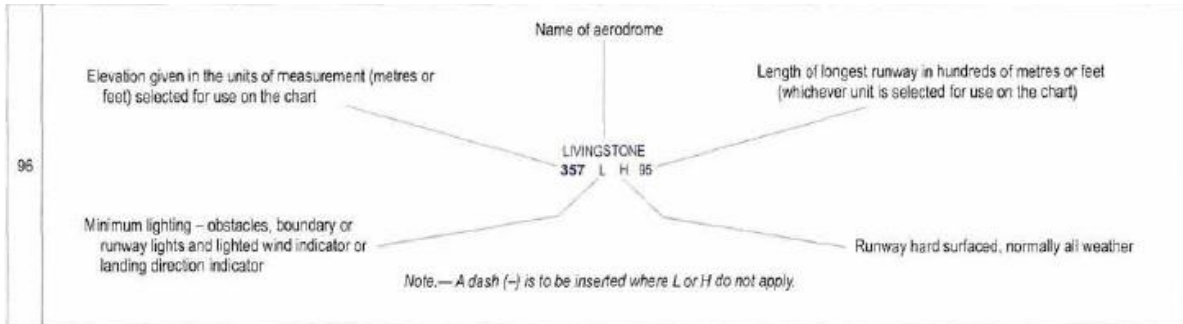 Name of aerodrome
Elevation given in the units of measurement (metres or
feet) selected for use on the chart
Length of longest runway in hundreds of metres or feet
(whichever unit is selected for use on the chart)
96
LIVINGSTONE
357 L H 95
Minimum lighting – obstacles, boundary or
runway lights and lighted wind indicator or
landing direction indicator
Runway hard surfaced, normally all weather
Note.— A dash (–) is to be inserted where L or H do not apply.